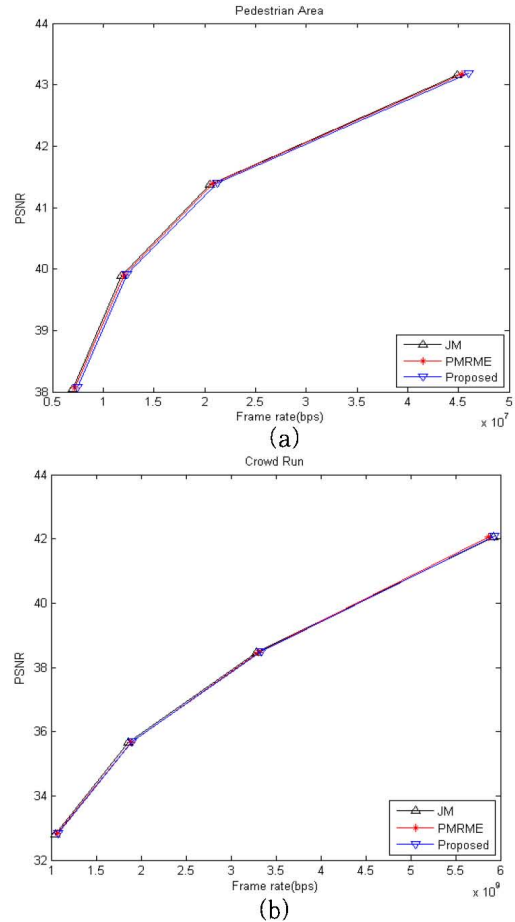 Pedestrian Area
44
43
42
41
40
39
38
PSNR
JM
PMRME
Proposed
0.5 1 1.5 2 2.5 3 3.5 4 4.5 5
Frame rate(bps)
x 10^7
(a)
Crowd Run
44
42
40
38
36
34
32
PSNR
JM
PMRME
Proposed
1 1.5 2 2.5 3 3.5 4 4.5 5 5.5 6
Frame rate(bps)
x 10^9
(b)